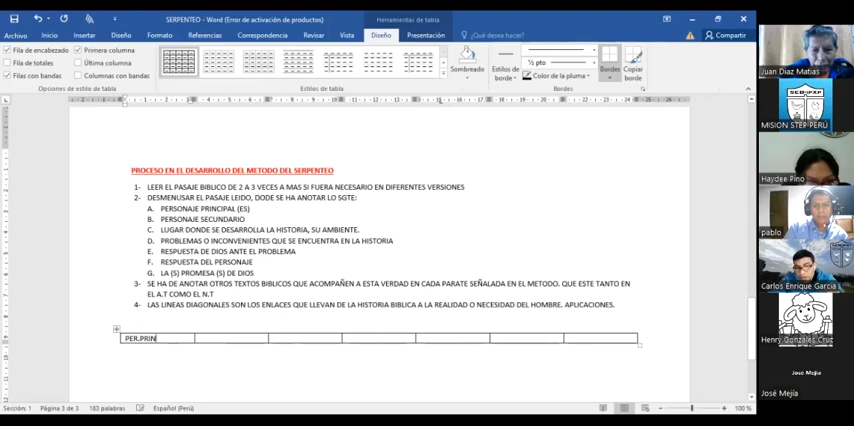 SERPENTEO - Word (Error de activación de productos)
Herramientas de tabla
Archivo Inicio Insertar Diseño Formato Referencias Correspondencia Revisar Vista Diseño Presentación ¿Qué desea hacer? Compartir
Fila de encabezado Primera columna
Fila de totales Última columna
Filas con bandas Columnas con bandas
Opciones de estilo de tabla
Estilos de tabla
Sombreado
Estilos de borde
½ pto
Color de la pluma
Bordes
Copiar borde
Bordes
PROCESO EN EL DESARROLLO DEL METODO DEL SERPENTEO
1- LEER EL PASAJE BIBLICO DE 2 A 3 VECES A MAS SI FUERA NECESARIO EN DIFERENTES VERSIONES
2- DESMENUSAR EL PASAJE LEIDO, DODE SE HA ANOTAR LO SGTE:
A. PERSONAJE PRINCIPAL (ES)
B. PERSONAJE SECUNDARIO
C. LUGAR DONDE SE DESARROLLA LA HISTORIA, SU AMBIENTE.
D. PROBLEMAS O INCONVENIENTES QUE SE ENCUENTRA EN LA HISTORIA
E. RESPUESTA DE DIOS ANTE EL PROBLEMA
F. RESPUESTA DEL PERSONAJE
G. LA (S) PROMESA (S) DE DIOS
3- SE HA DE ANOTAR OTROS TEXTOS BIBLICOS QUE ACOMPAÑEN A ESTA VERDAD EN CADA PARATE SEÑALADA EN EL METODO. QUE ESTE TANTO EN
EL A.T COMO EL N.T
4- LAS LINEAS DIAGONALES SON LOS ENLACES QUE LLEVAN DE LA HISTORIA BIBLICA A LA REALIDAD O NECESIDAD DEL HOMBRE. APLICACIONES.
PER.PRIN
Sección: 1 Página 3 de 3 183 palabras Español (Perú) 100%
Juan Diaz Matias
MISION STEP PERÚ
Haydee Pino
pablo
Carlos Enrique Garcia
Henry Gonzales Cruz
José Mejía
José Mejía